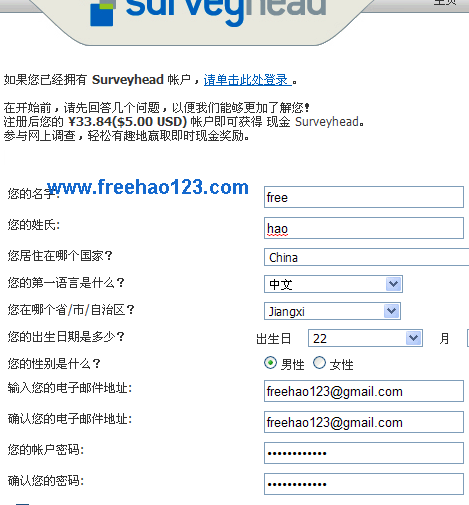 surveyhead
主页
如果您已经拥有 Surveyhead 帐户，请单击此处登录 。
在开始前，请先回答几个问题，以便我们能够更加了解您！
注册后您的 ¥33.84($5.00 USD) 帐户即可获得 现金 Surveyhead。
参与网上调查，轻松有趣地赢取即时现金奖励。
www.freehao123.com
您的名字: free
您的姓氏: hao
您居住在哪个国家？ China
您的第一语言是什么？ 中文
您在哪个省/市/自治区？ Jiangxi
您的出生日期是多少？ 出生日 22 月
您的性别是什么？ 男性 女性
输入您的电子邮件地址: freehao123@gmail.com
确认您的电子邮件地址: freehao123@gmail.com
您的帐户密码: ••••••••••••
确认您的密码: ••••••••••••